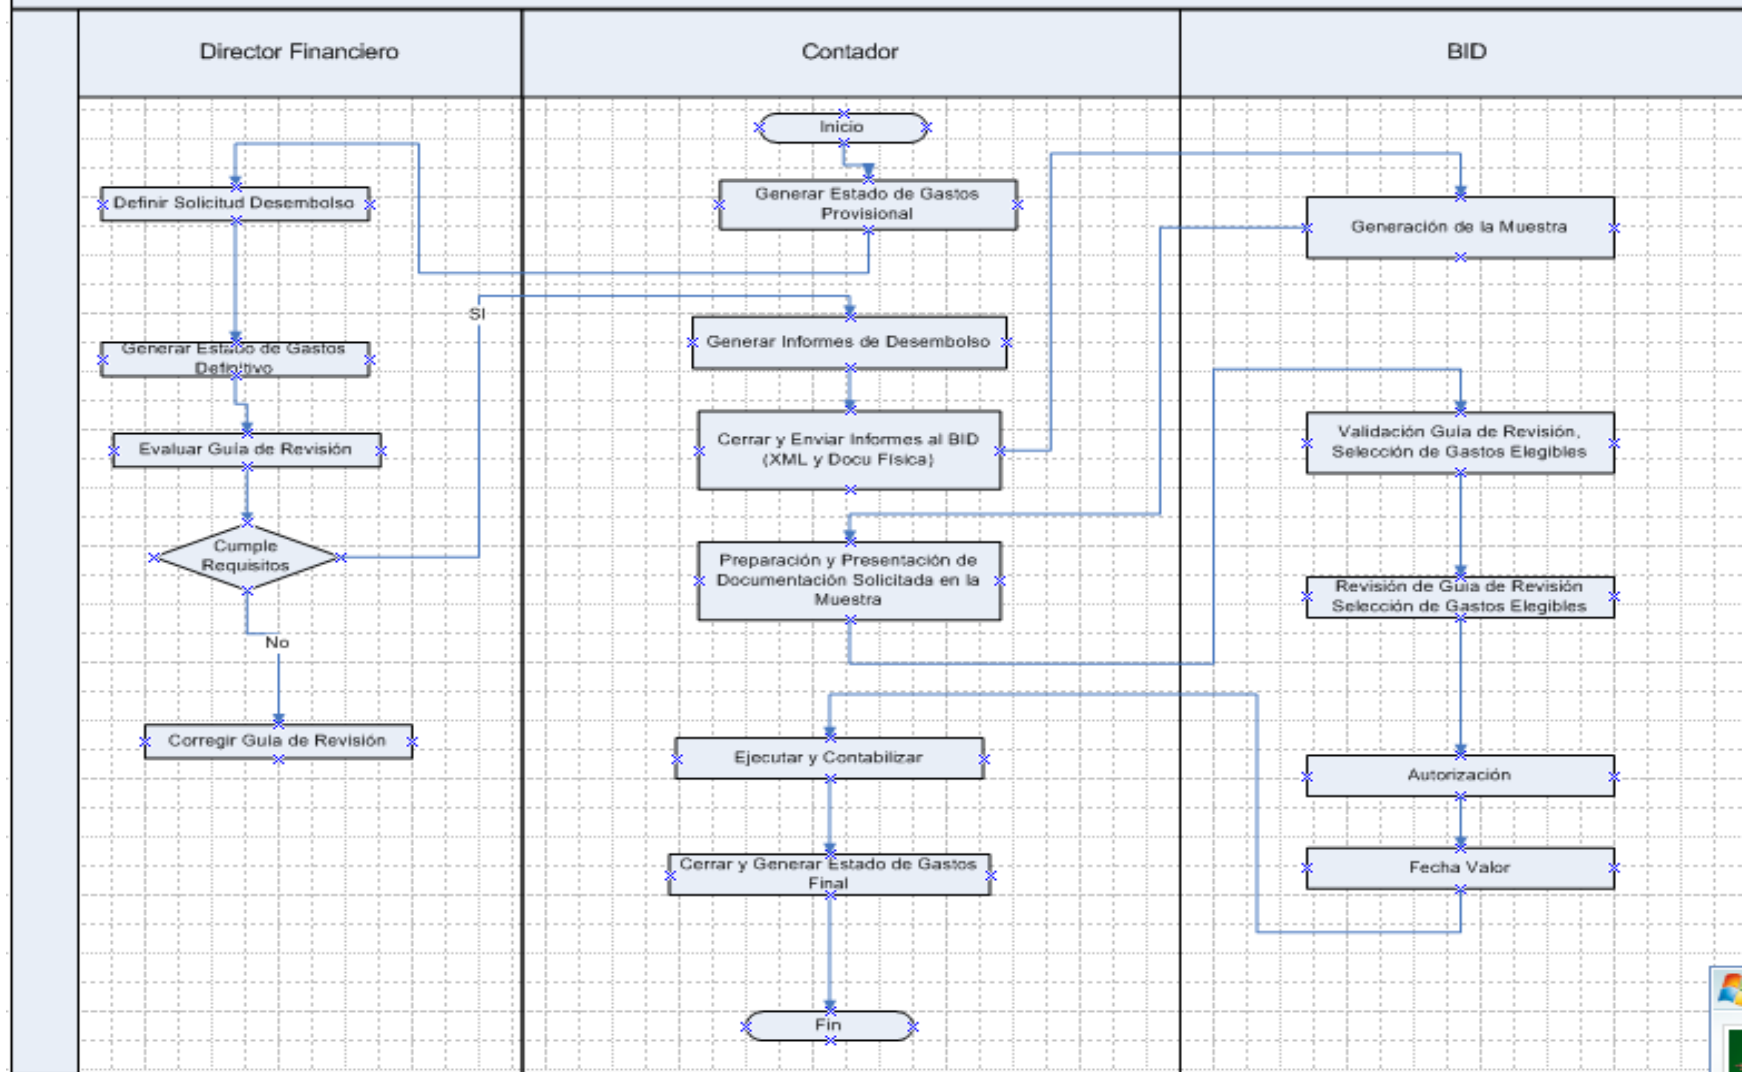 Director Financiero
Contador
BID
Inicio
Generar Estado de Gastos
Provisional
Definir Solicitud Desembolso
Generación de la Muestra
SI
Generar Informes de Desembolso
Generar Estado de Gastos
Definitivo
Evaluar Guía de Revisión
Cerrar y Enviar Informes al BID
(XML y Docu Física)
Validación Guía de Revisión,
Selección de Gastos Elegibles
Cumple
Requisitos
Preparación y Presentación de
Documentación Solicitada en la
Muestra
Revisión de Guía de Revisión
Selección de Gastos Elegibles
No
Corregir Guía de Revisión
Ejecutar y Contabilizar
Autorización
Cerrar y Generar Estado de Gastos
Final
Fecha Valor
Fin